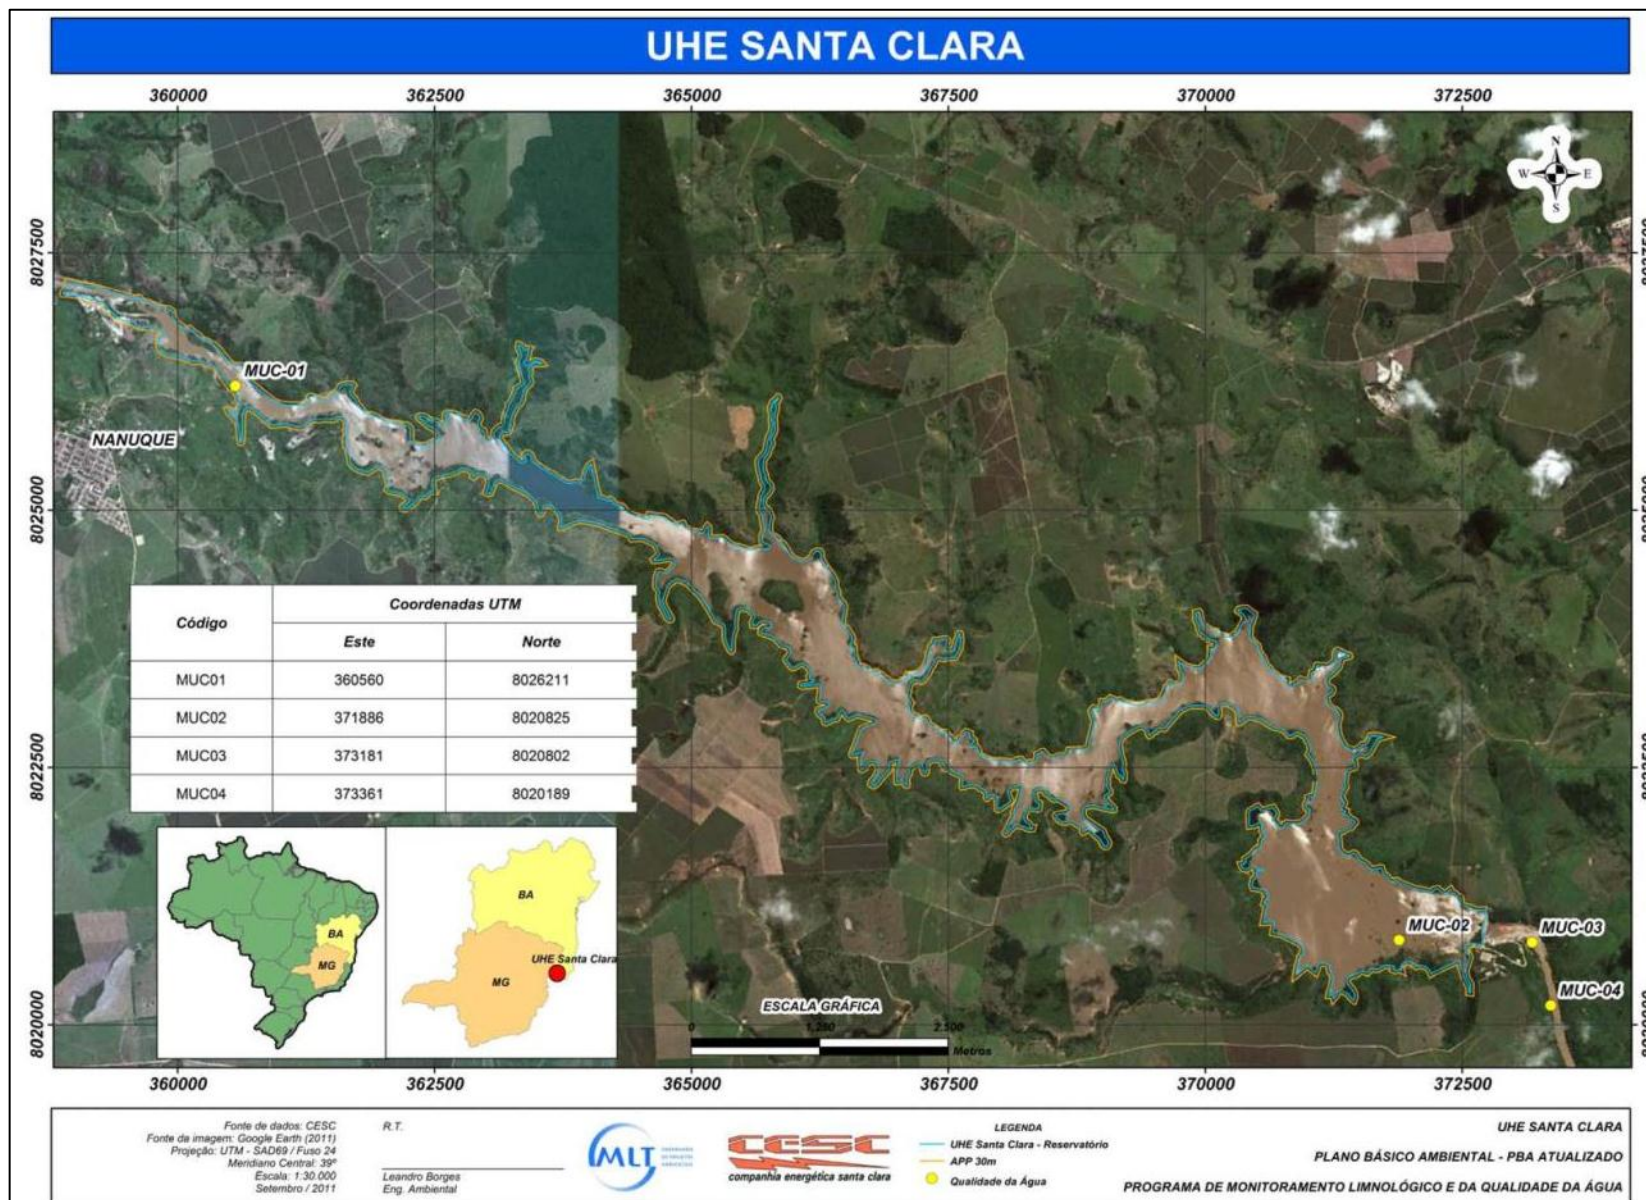 UHE SANTA CLARA
360000 362500 365000 367500 370000 372500
8027500
8025000
8022500
8020000
N
W E
S
MUC-01
NANUQUE
Código Coordenadas UTM
Este Norte
MUC01 360560 8026211
MUC02 371886 8020825
MUC03 373181 8020802
MUC04 373361 8020189
BA
MG
BA
MG
UHE Santa Clara
MUC-02
MUC-03
MUC-04
ESCALA GRÁFICA
0 1.250 2.500
Metros
360000 362500 365000 367500 370000 372500
Fonte de dados: CESC
Fonte da imagem: Google Earth (2011)
Projeção: UTM - SAD69 / Fuso 24
Meridiano Central: 39º
Escala: 1:30.000
Setembro / 2011
R.T.
Leandro Borges
Eng. Ambiental
MLT
CESC
companhia energética santa clara
LEGENDA
UHE Santa Clara - Reservatório
APP 30m
Qualidade da Água
UHE SANTA CLARA
PLANO BÁSICO AMBIENTAL - PBA ATUALIZADO
PROGRAMA DE MONITORAMENTO LIMNOLÓGICO E DA QUALIDADE DA ÁGUA